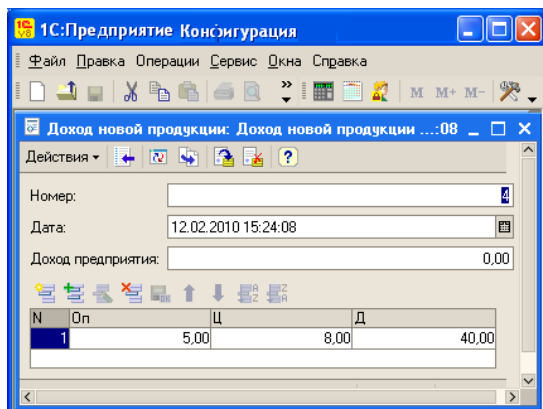 1С:Предприятие Конфигурация
Файл Правка Операции Сервис Окна Справка
M M+ M-
Доход новой продукции: Доход новой продукции ...:08
Действия
Номер: 4
Дата: 12.02.2010 15:24:08
Доход предприятия: 0,00
N Оп Ц Д
1 5,00 8,00 40,00